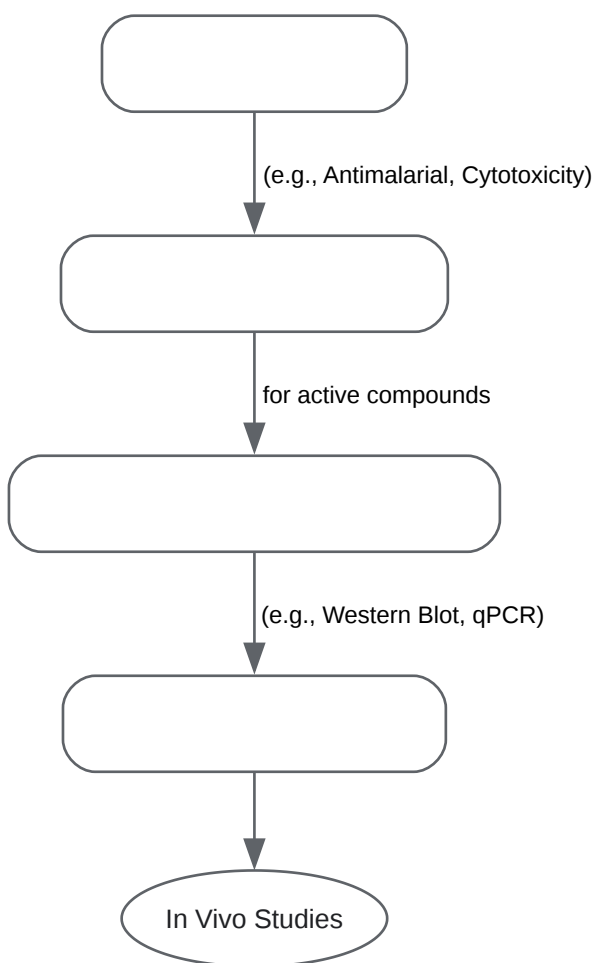 (e.g., Antimalarial, Cytotoxicity)
for active compounds
(e.g., Western Blot, qPCR)
In Vivo Studies